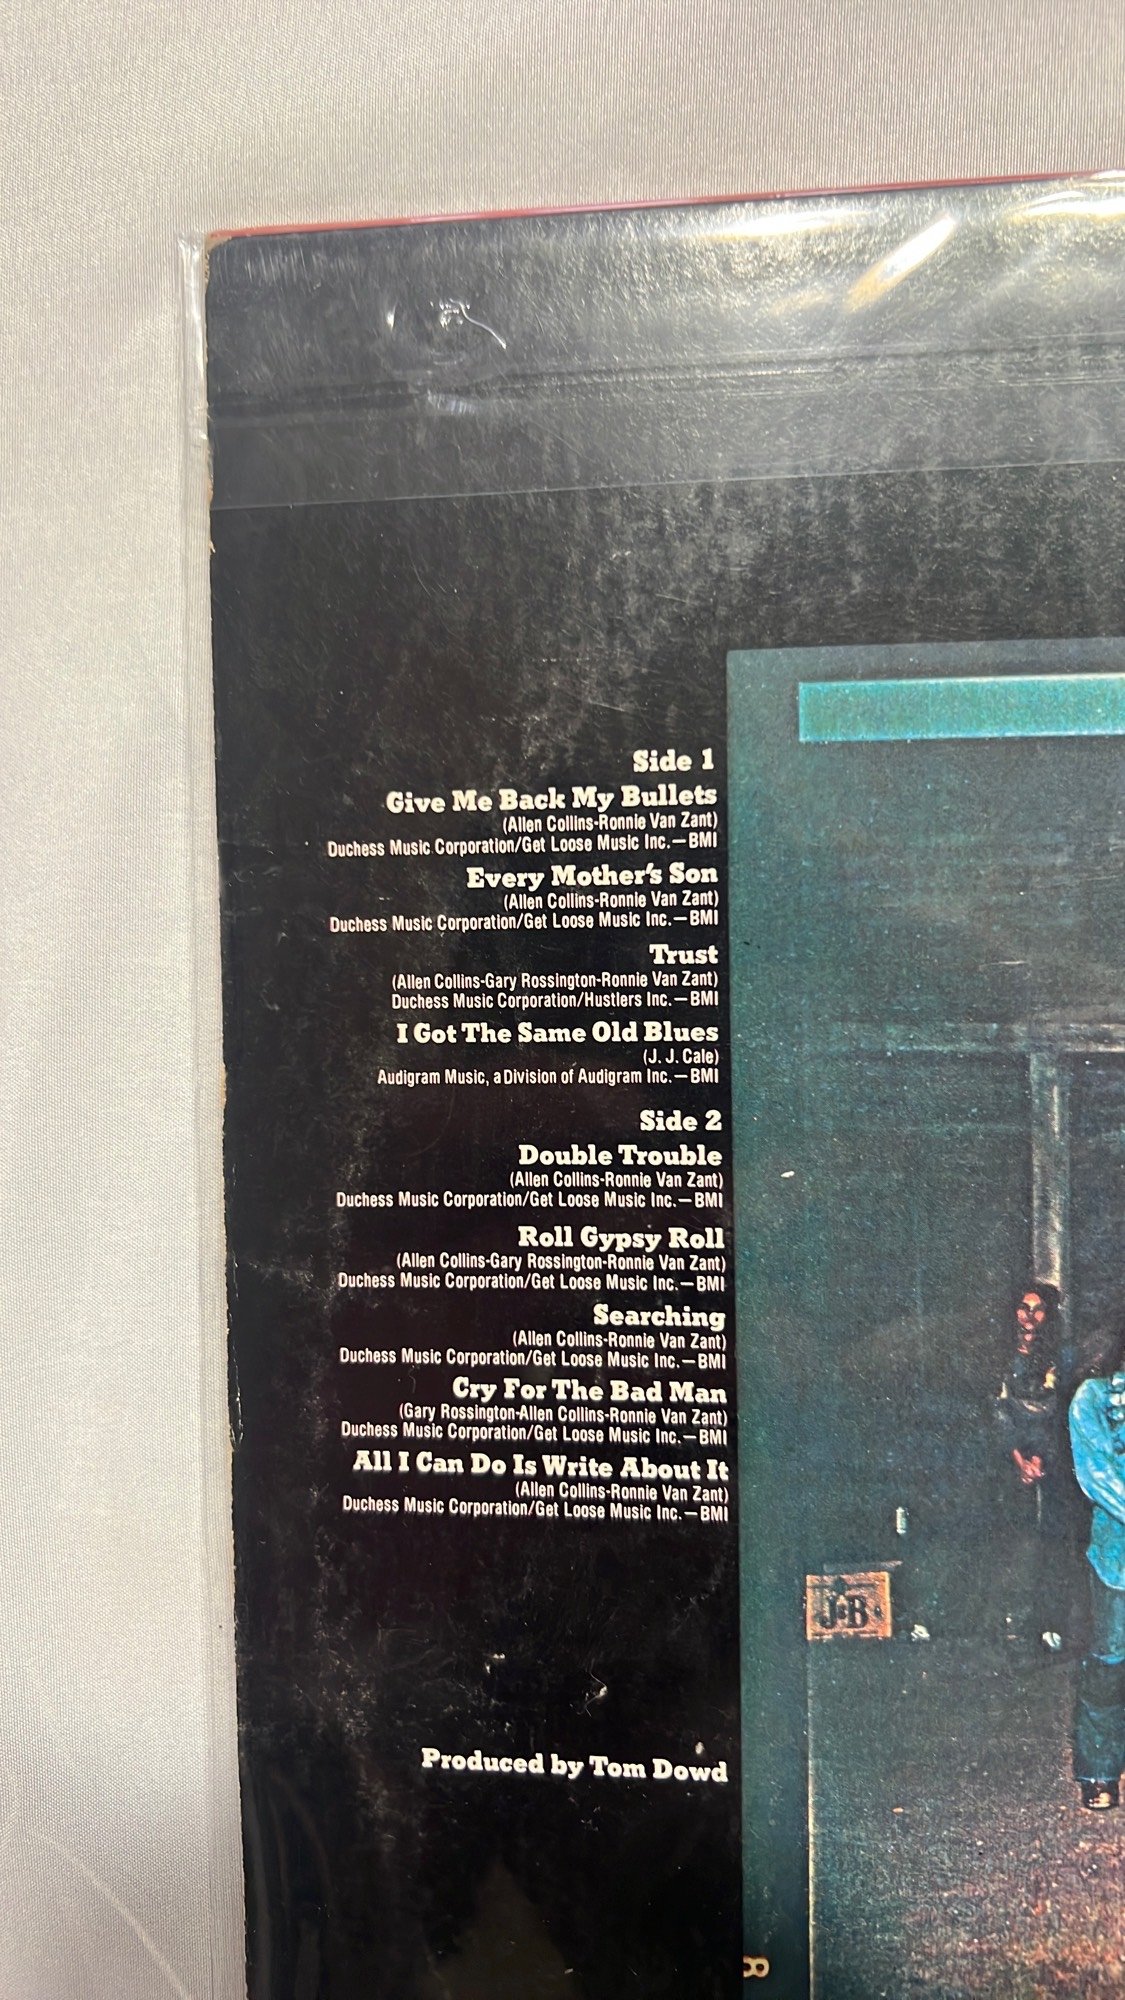 Side 1
Give Me Back My Bullets
(Allen Collins-Ronnie Van Zant)
Duchess Music Corporation/Get Loose Music Inc.—BMI
Every Mother's Son
(Allen Collins-Ronnie Van Zant)
Duchess Music Corporation/Get Loose Music Inc.—BMI
Trust
(Allen Collins-Gary Rossington-Ronnie Van Zant)
Duchess Music Corporation/Hustlers Inc.—BMI
I Got The Same Old Blues
(J. J. Cale)
Audigram Music, a Division of Audigram Inc.—BMI
Side 2
Double Trouble
(Allen Collins-Ronnie Van Zant)
Duchess Music Corporation/Get Loose Music Inc.—BMI
Roll Gypsy Roll
(Allen Collins-Gary Rossington-Ronnie Van Zant)
Duchess Music Corporation/Get Loose Music Inc.—BMI
Searching
(Allen Collins-Ronnie Van Zant)
Duchess Music Corporation/Get Loose Music Inc.—BMI
Cry For The Bad Man
(Gary Rossington-Allen Collins-Ronnie Van Zant)
Duchess Music Corporation/Get Loose Music Inc.—BMI
All I Can Do Is Write About It
(Allen Collins-Ronnie Van Zant)
Duchess Music Corporation/Get Loose Music Inc.—BMI
J&B
Produced by Tom Dowd